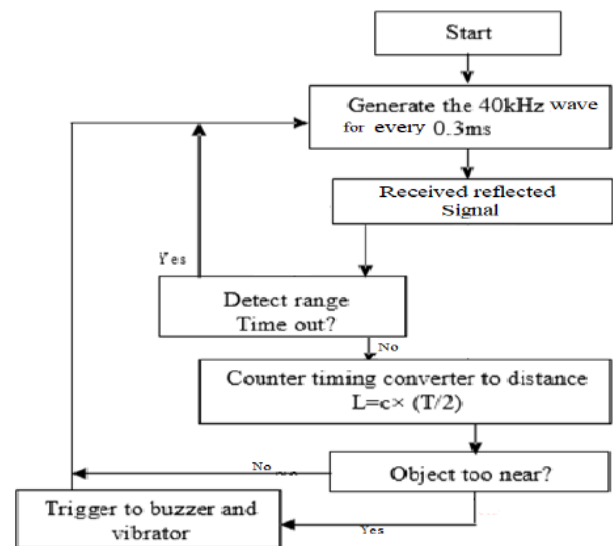 Start
Generate the 40kHz wave
for every 0.3ms
Received reflected
Signal
Yes
Detect range
Time out?
No
Counter timing converter to distance
L=c× (T/2)
No
Object too near?
Trigger to buzzer and
vibrator
Yes